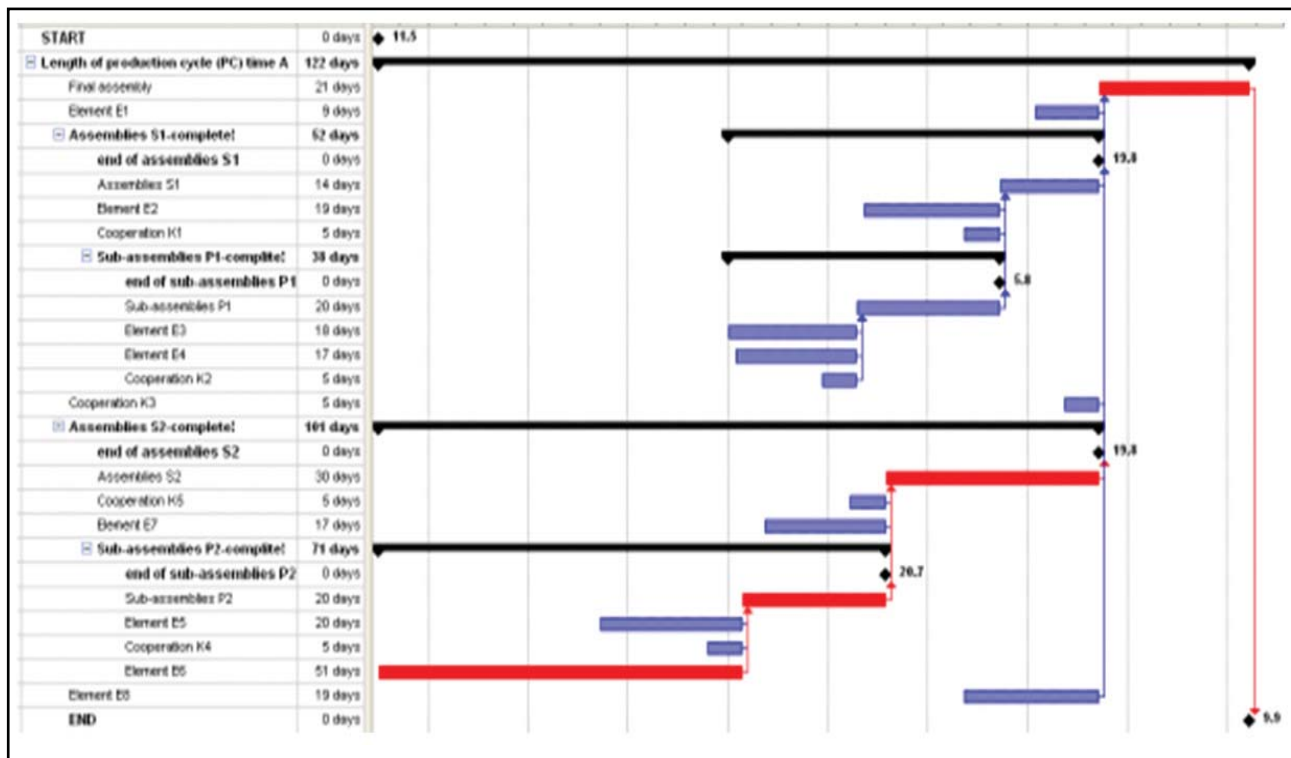 START 0 days 11.5
Length of production cycle (PC) time A 122 days
Final assembly 21 days
Element E1 9 days
Assemblies S1-complete! 52 days
end of assemblies S1 0 days 19.8
Assemblies S1 14 days
Element E2 19 days
Cooperation K1 5 days
Sub-assemblies P1-complite! 38 days
end of sub-assemblies P1 0 days 5.8
Sub-assemblies P1 20 days
Element E3 18 days
Element E4 17 days
Cooperation K2 5 days
Cooperation K3 5 days
Assemblies S2-complete! 101 days
end of assemblies S2 0 days 19.8
Assemblies S2 30 days
Cooperation K5 5 days
Element E7 17 days
Sub-assemblies P2-complite! 71 days
end of sub-assemblies P2 0 days 20.7
Sub-assemblies P2 20 days
Element E5 20 days
Cooperation K4 5 days
Element E6 51 days
Element E8 19 days
END 0 days 9.9